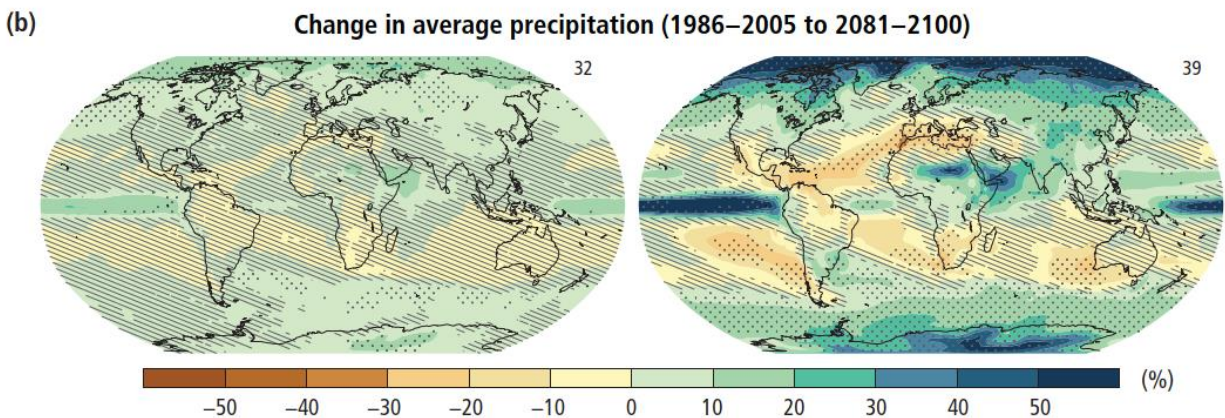 (b)
Change in average precipitation (1986–2005 to 2081–2100)
32
39
−50 −40 −30 −20 −10 0 10 20 30 40 50 (%)